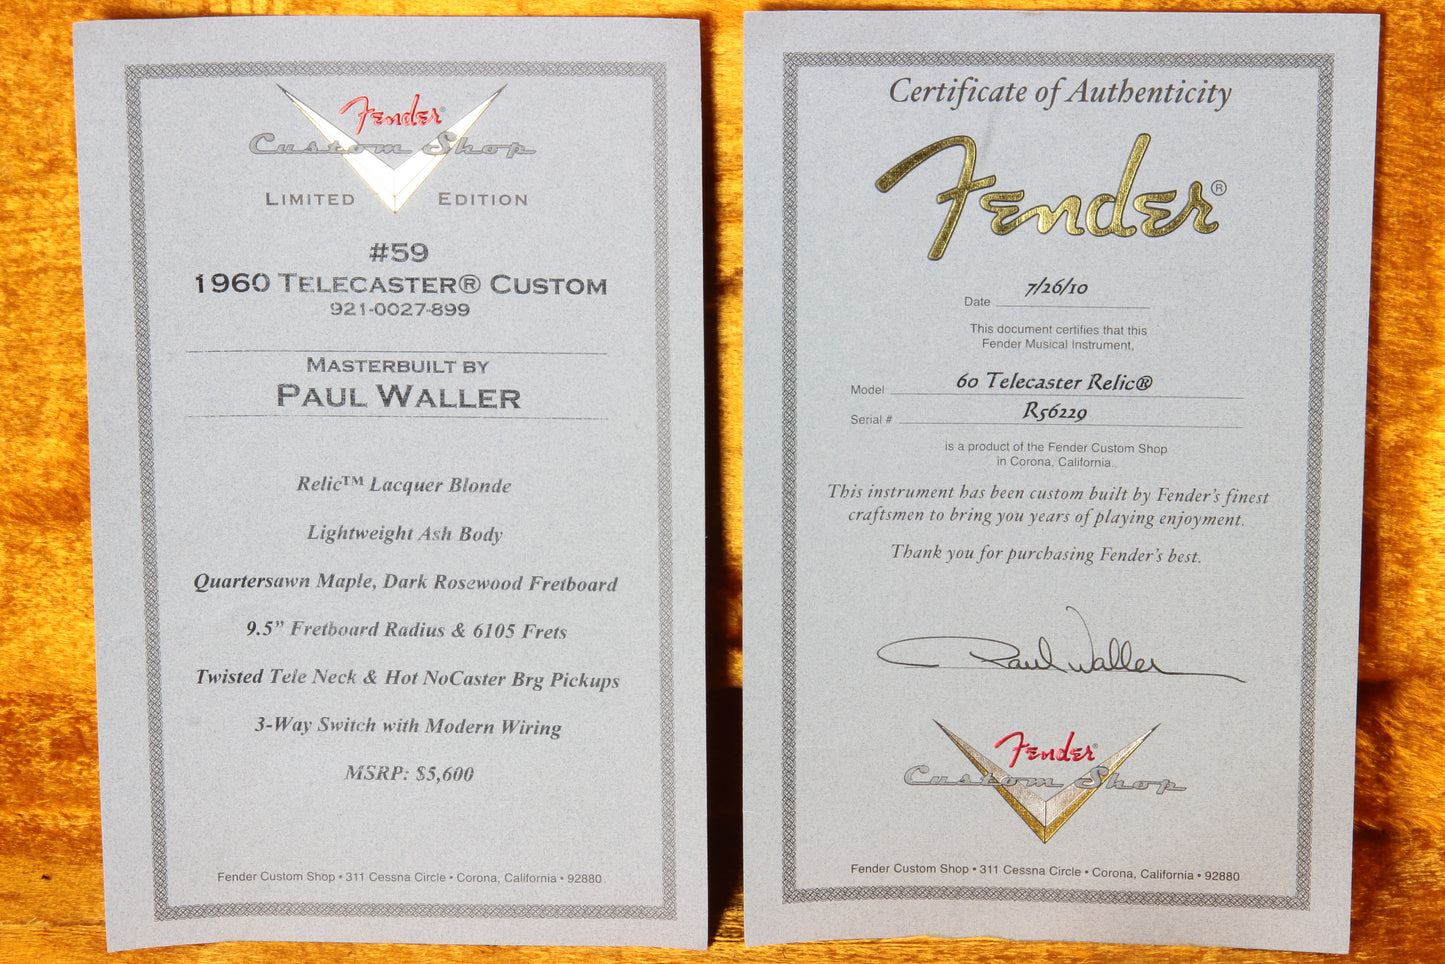 Fender®
Custom Shop
LIMITED EDITION
#59
1960 TELECASTER® CUSTOM
921-0027-899
MASTERBUILT BY
PAUL WALLER
Relic™ Lacquer Blonde
Lightweight Ash Body
Quartersawn Maple, Dark Rosewood Fretboard
9.5” Fretboard Radius & 6105 Frets
Twisted Tele Neck & Hot NoCaster Brg Pickups
3-Way Switch with Modern Wiring
MSRP: $5,600
Fender Custom Shop • 311 Cessna Circle • Corona, California • 92880
Certificate of Authenticity
Fender®
Date 7/26/10
This document certifies that this
Fender Musical Instrument,
Model 60 Telecaster Relic®
Serial # R56229
is a product of the Fender Custom Shop
in Corona, California.
This instrument has been custom built by Fender's finest
craftsmen to bring you years of playing enjoyment.
Thank you for purchasing Fender's best.
Paul Waller
Fender®
Custom Shop
Fender Custom Shop • 311 Cessna Circle • Corona, California • 92880